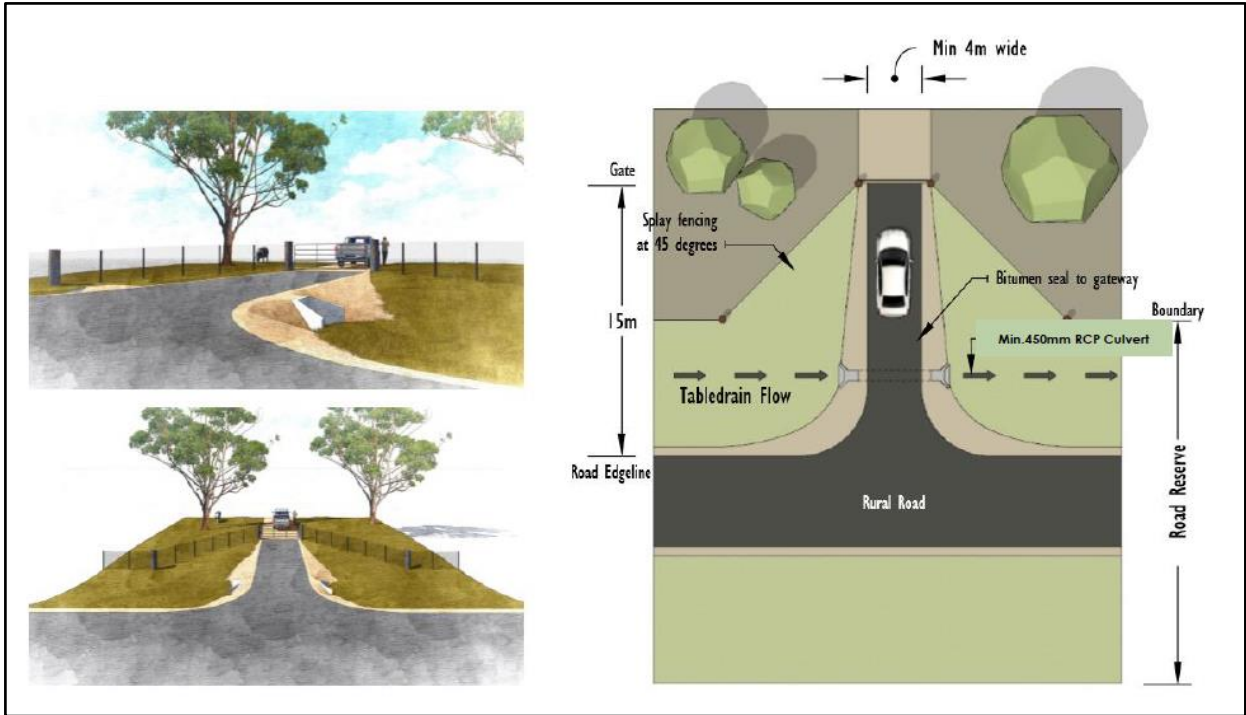 Min 4m wide
Gate
Splay fencing
at 45 degrees
Bitumen seal to gateway
15m
Boundary
Min.450mm RCP Culvert
Tabledrain Flow
Road Edgeline
Rural Road
Road Reserve